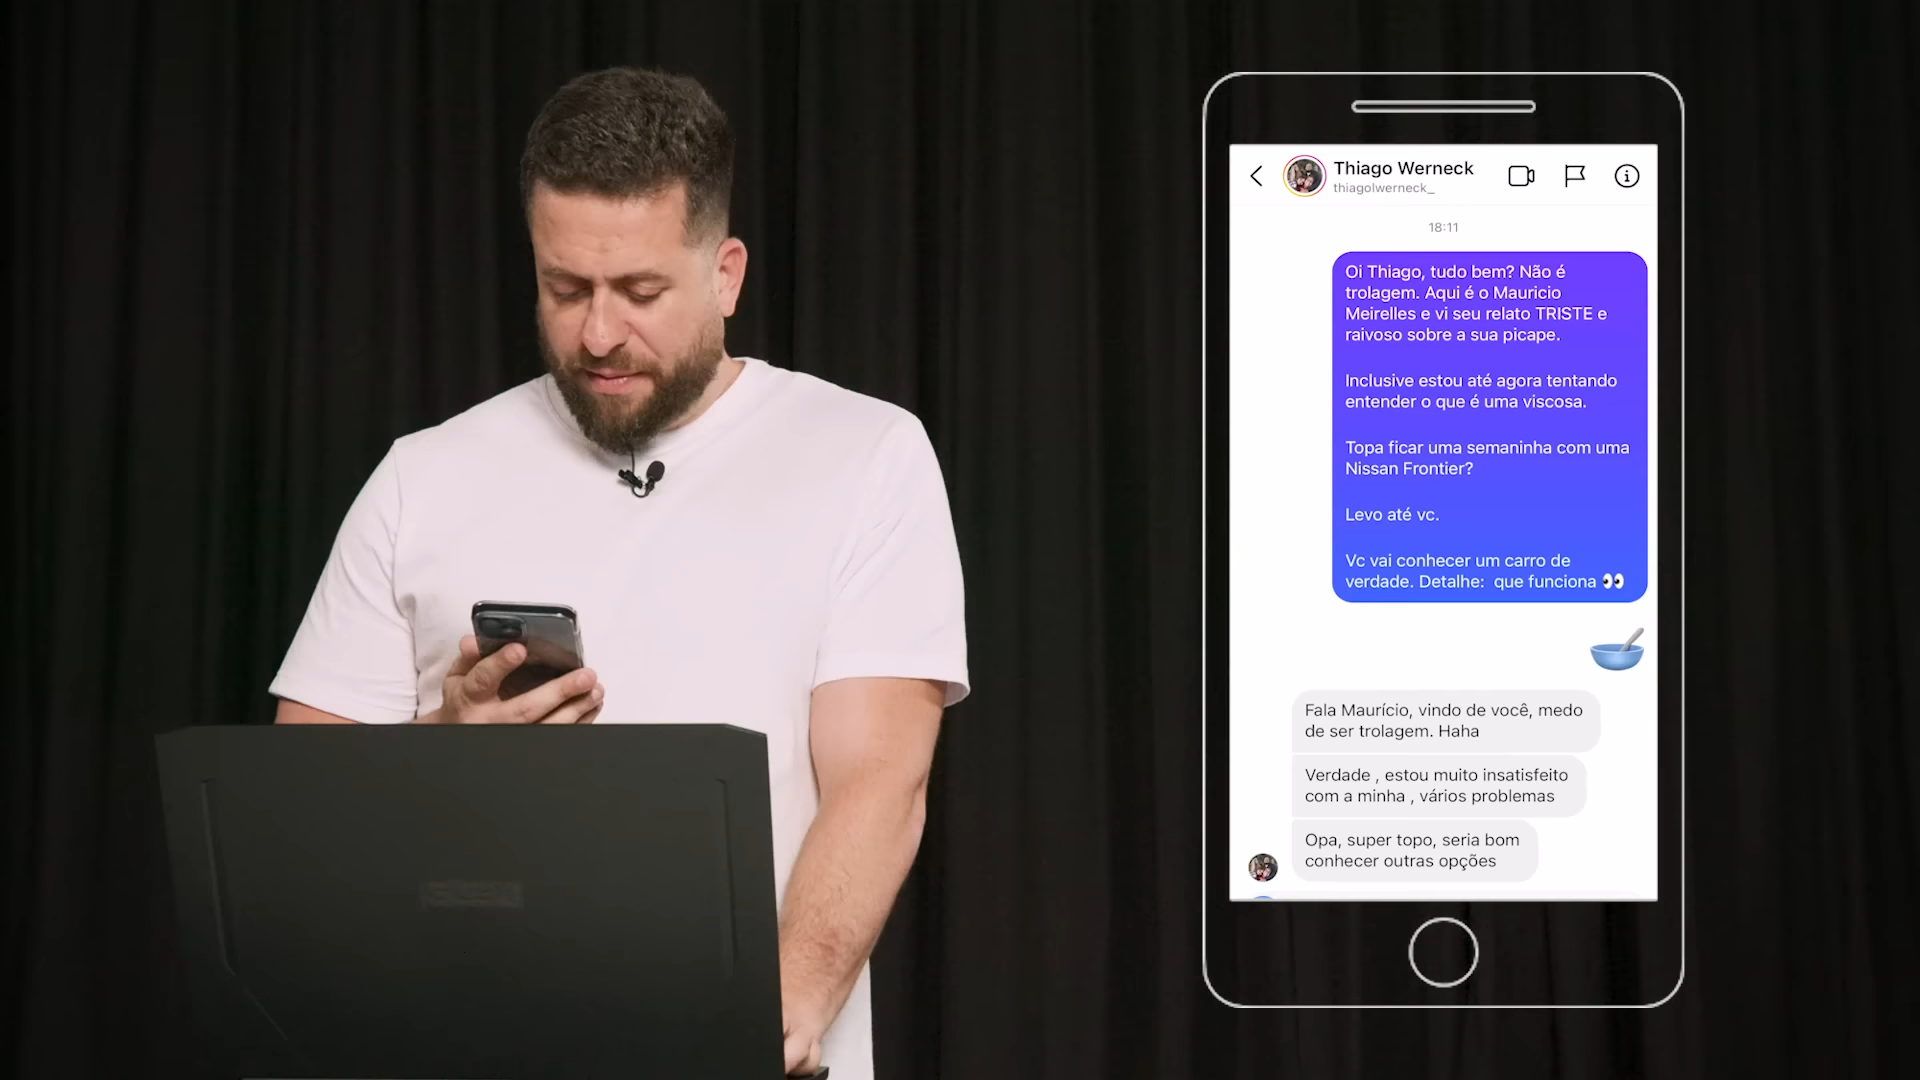 Thiago Werneck
thiagolwerneck_
18:11
Oi Thiago, tudo bem? Não é
trolagem. Aqui é o Mauricio
Meirelles e vi seu relato TRISTE e
raivoso sobre a sua picape.
Inclusive estou até agora tentando
entender o que é uma viscosa.
Topa ficar uma semaninha com uma
Nissan Frontier?
Levo até vc.
Vc vai conhecer um carro de
verdade. Detalhe:  que funciona 👀
Fala Maurício, vindo de você, medo
de ser trolagem. Haha
Verdade , estou muito insatisfeito
com a minha , vários problemas
Opa, super topo, seria bom
conhecer outras opções